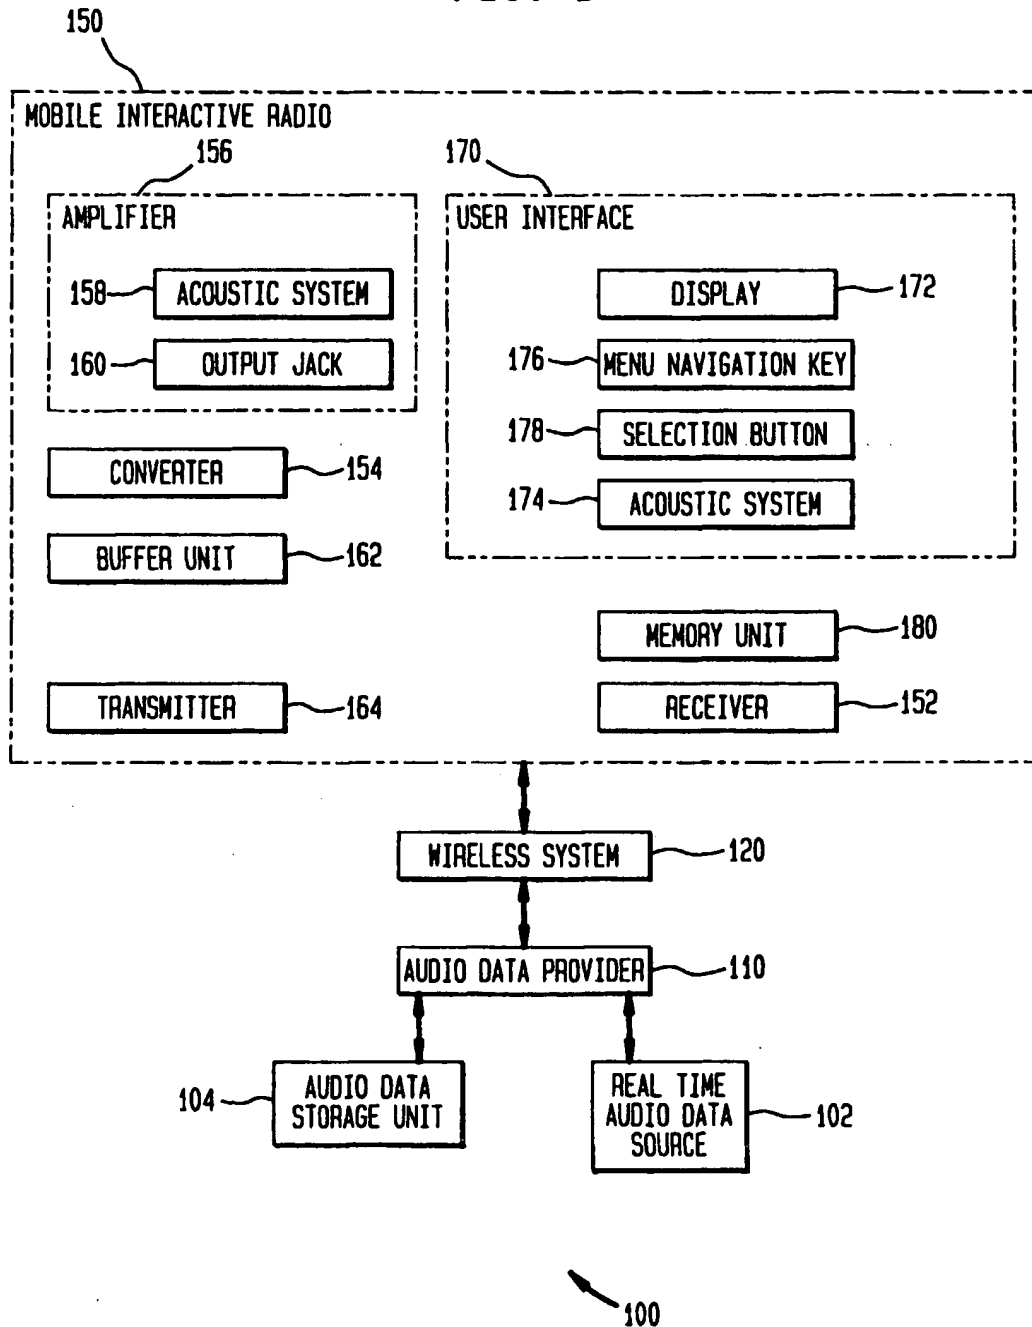 150
MOBILE INTERACTIVE RADIO
156
170
AMPLIFIER
USER INTERFACE
158
ACOUSTIC SYSTEM
DISPLAY
172
160
OUTPUT JACK
176
MENU NAVIGATION KEY
178
SELECTION BUTTON
CONVERTER
154
174
ACOUSTIC SYSTEM
BUFFER UNIT
162
MEMORY UNIT
180
TRANSMITTER
164
RECEIVER
152
WIRELESS SYSTEM
120
AUDIO DATA PROVIDER
110
104
AUDIO DATA
STORAGE UNIT
REAL TIME
AUDIO DATA
SOURCE
102
100